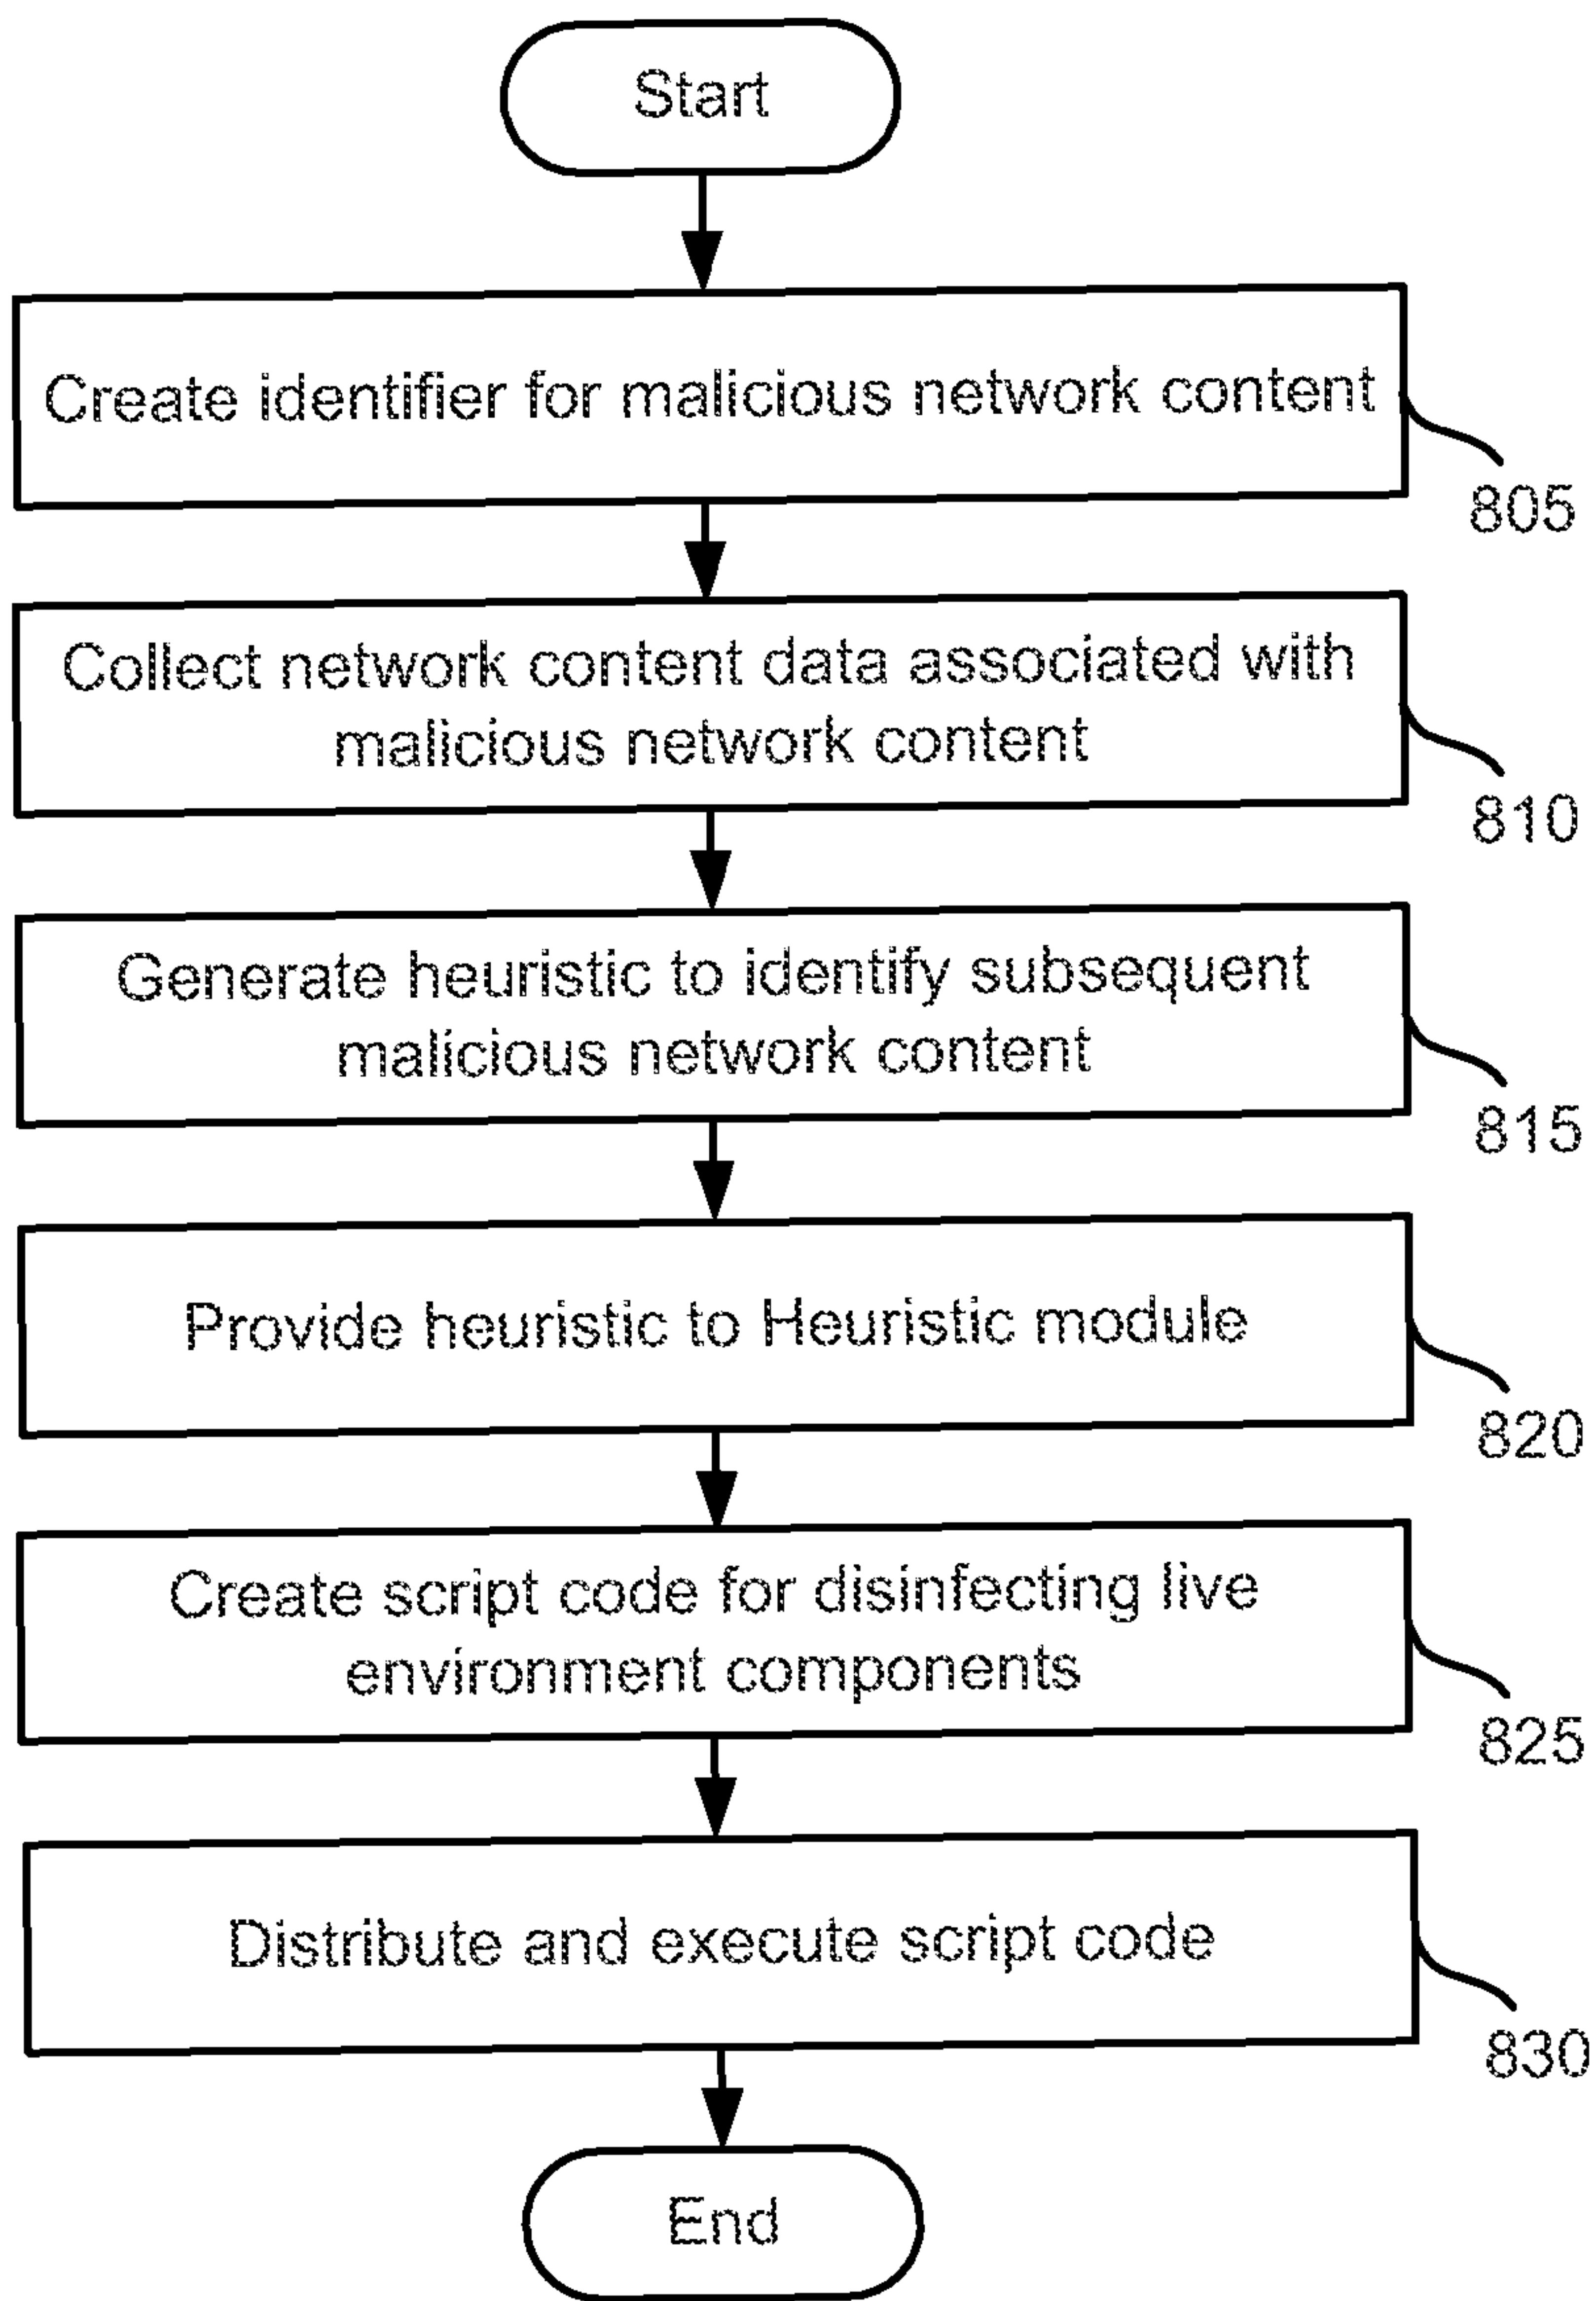 Start
Create identifier for malicious network content
805
Collect network content data associated with
malicious network content
810
Generate heuristic to identify subsequent
malicious network content
815
Provide heuristic to Heuristic module
820
Create script code for disinfecting live
environment components
825
Distribute and execute script code
830
End